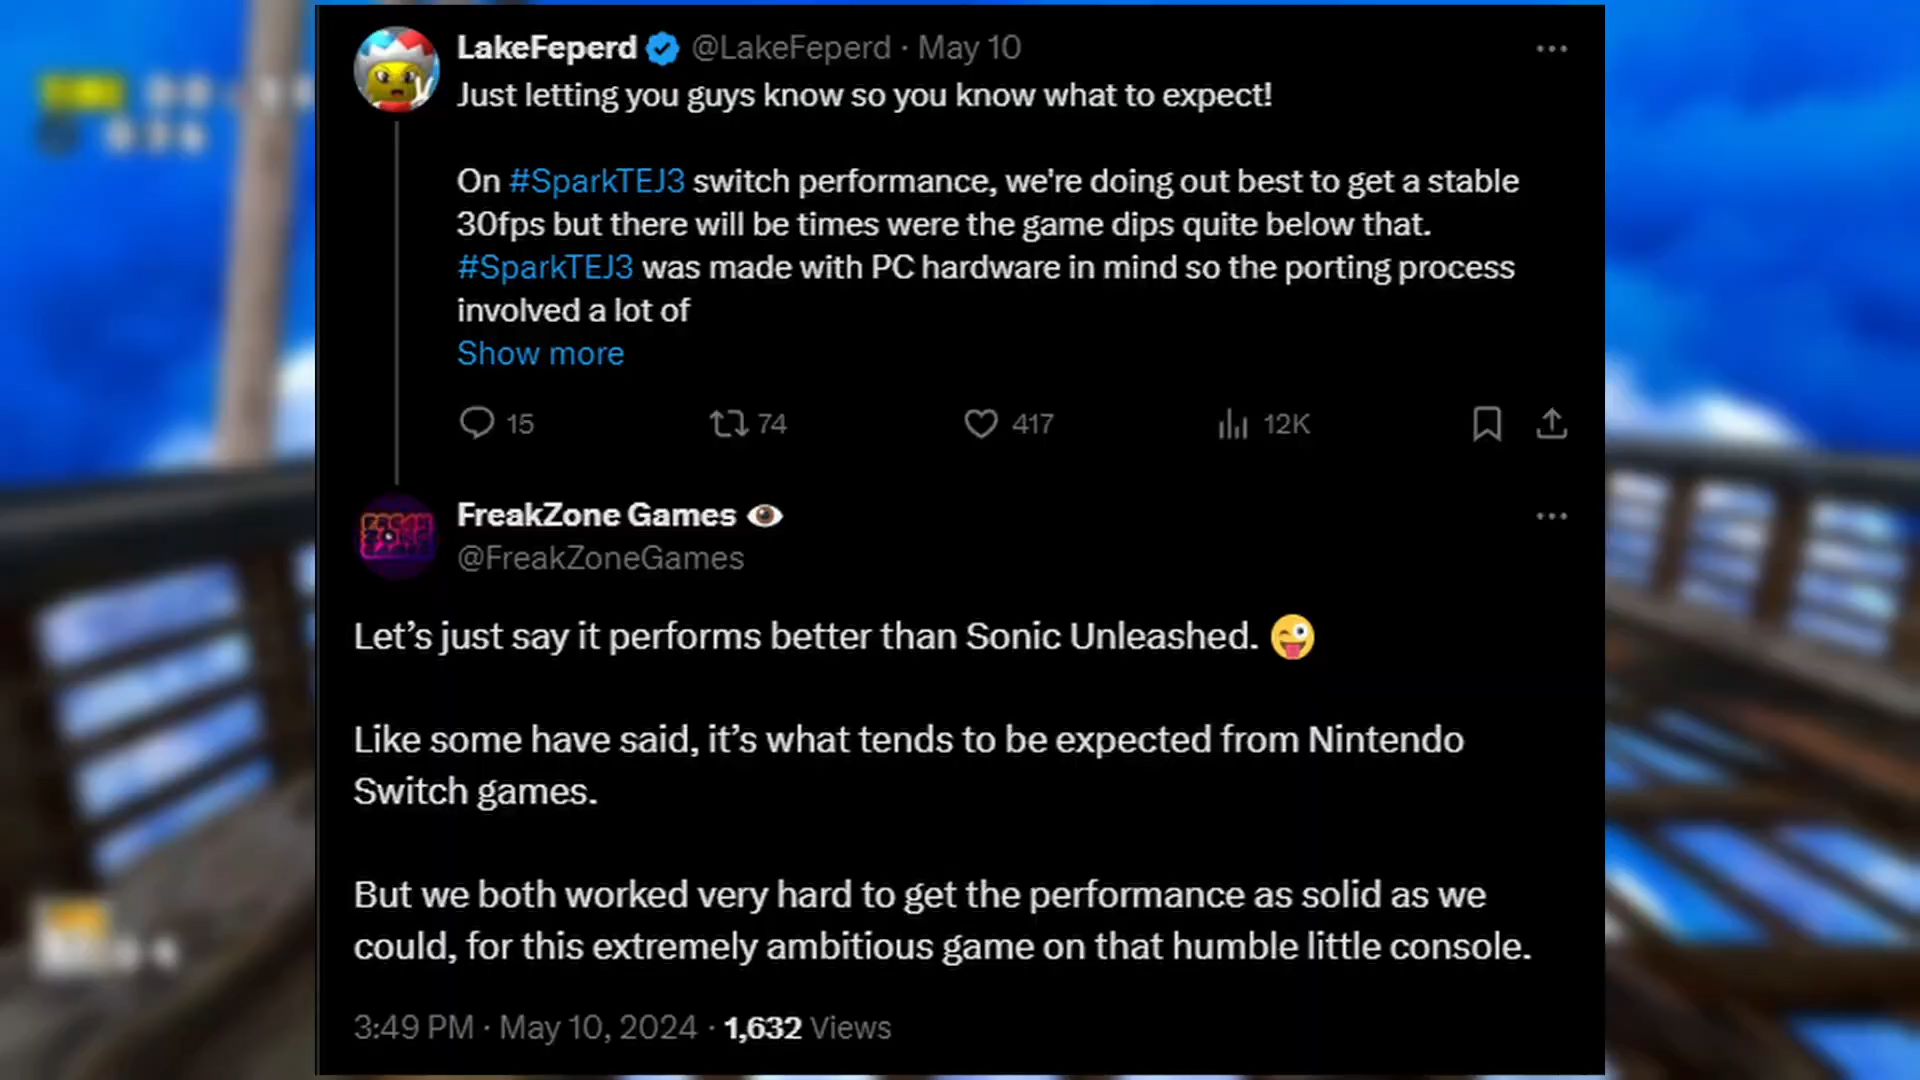 LakeFeperd @LakeFeperd · May 10
Just letting you guys know so you know what to expect!
On #SparkTEJ3 switch performance, we're doing out best to get a stable
30fps but there will be times were the game dips quite below that.
#SparkTEJ3 was made with PC hardware in mind so the porting process
involved a lot of
Show more
15 74 417 12K
FREAK ZONE GAMES
FreakZone Games 👁️
@FreakZoneGames
Let’s just say it performs better than Sonic Unleashed. 😜
Like some have said, it’s what tends to be expected from Nintendo
Switch games.
But we both worked very hard to get the performance as solid as we
could, for this extremely ambitious game on that humble little console.
3:49 PM · May 10, 2024 · 1,632 Views